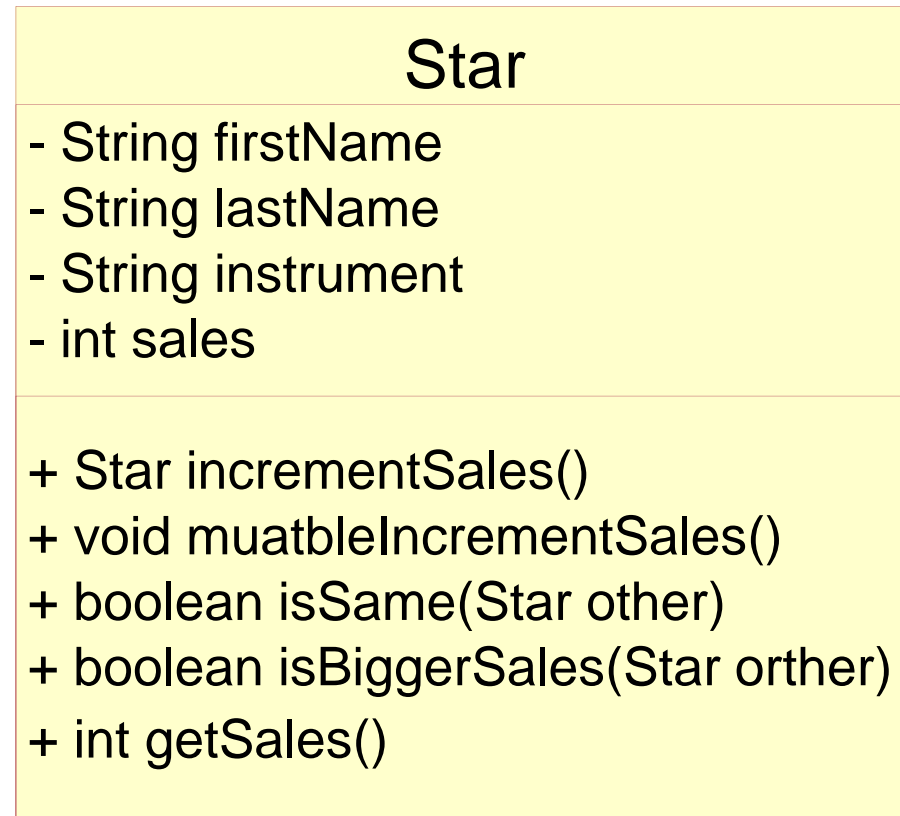 Star
- String firstName
- String lastName
- String instrument
- int sales
+ Star incrementSales()
+ void muatbleIncrementSales()
+ boolean isSame(Star other)
+ boolean isBiggerSales(Star orther)
+ int getSales()